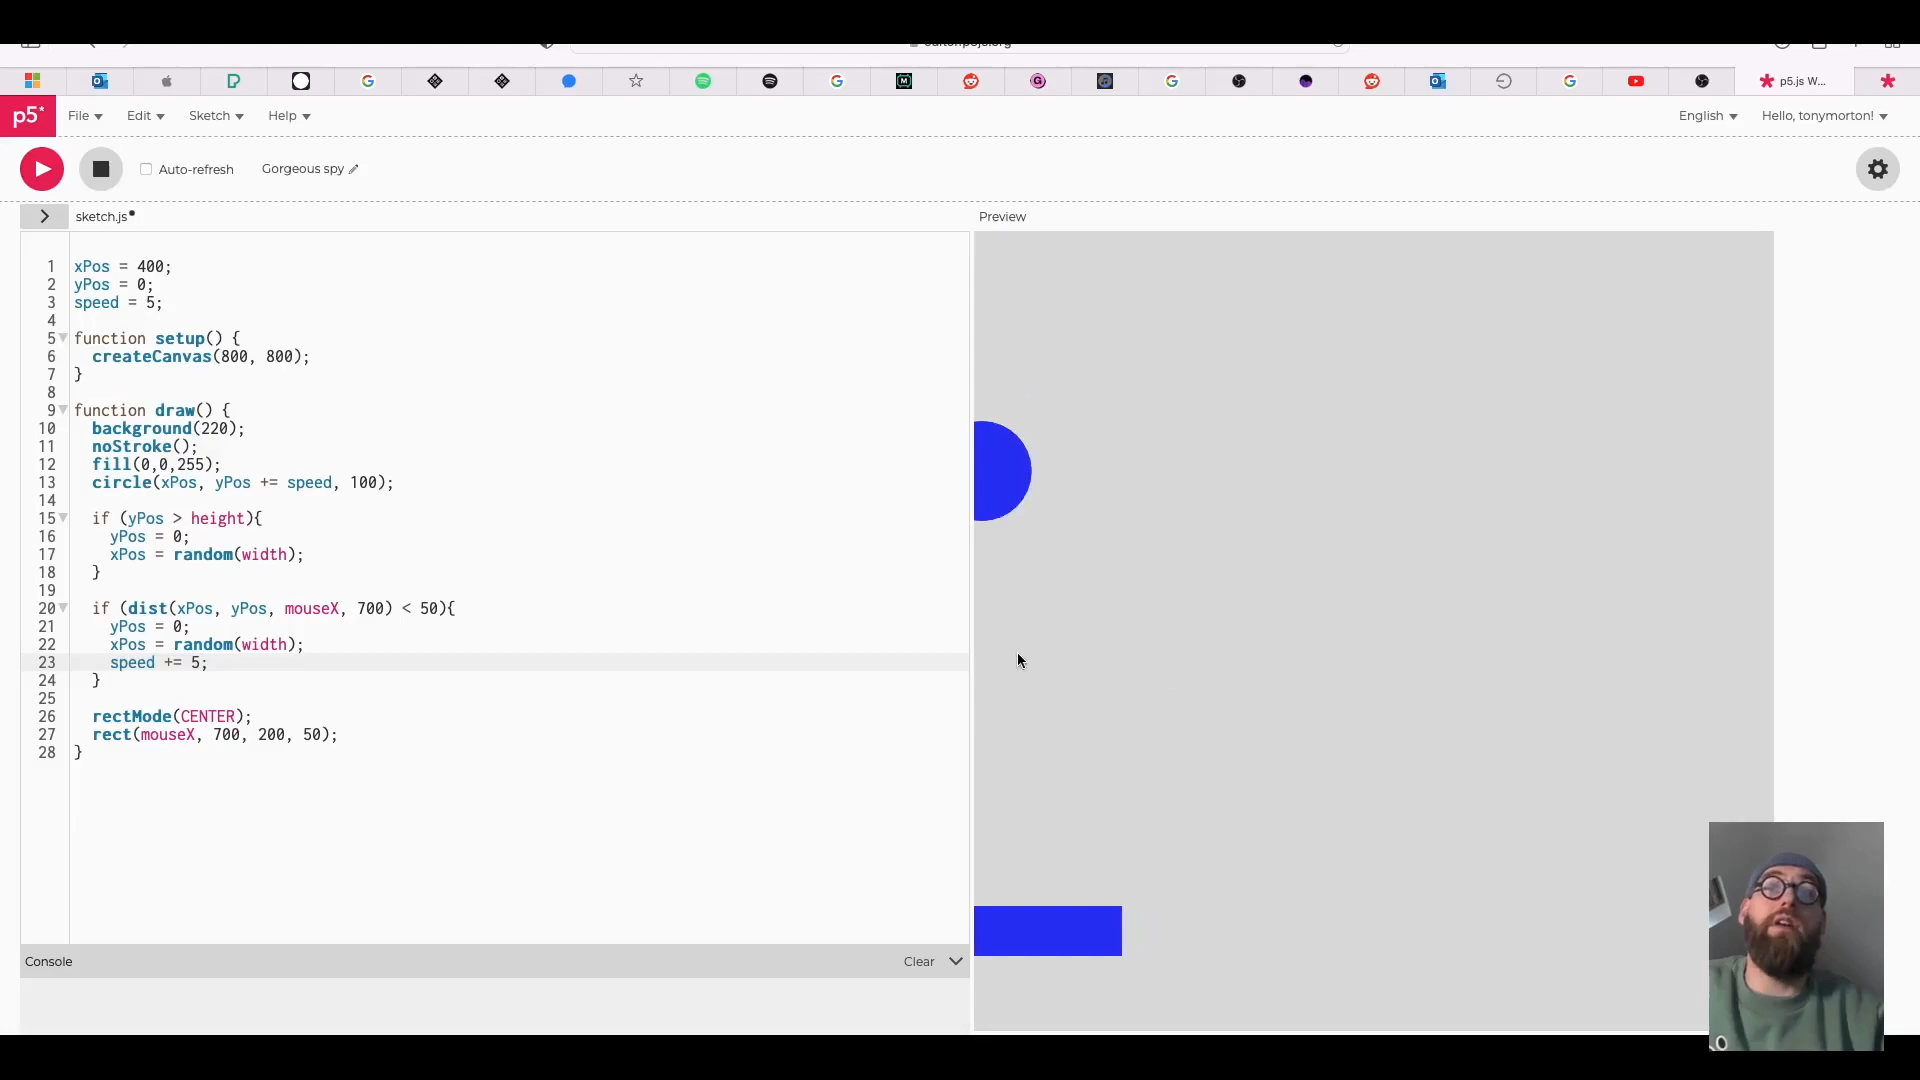 p5.js W...
p5* File Edit Sketch Help English Hello, tonymorton!
Auto-refresh Gorgeous spy
> sketch.js Preview
1 xPos = 400;
2 yPos = 0;
3 speed = 5;
4
5 function setup() {
6 createCanvas(800, 800);
7 }
8
9 function draw() {
10 background(220);
11 noStroke();
12 fill(0,0,255);
13 circle(xPos, yPos += speed, 100);
14
15 if (yPos > height){
16 yPos = 0;
17 xPos = random(width);
18 }
19
20 if (dist(xPos, yPos, mouseX, 700) < 50){
21 yPos = 0;
22 xPos = random(width);
23 speed += 5;
24 }
25
26 rectMode(CENTER);
27 rect(mouseX, 700, 200, 50);
28 }
Console Clear